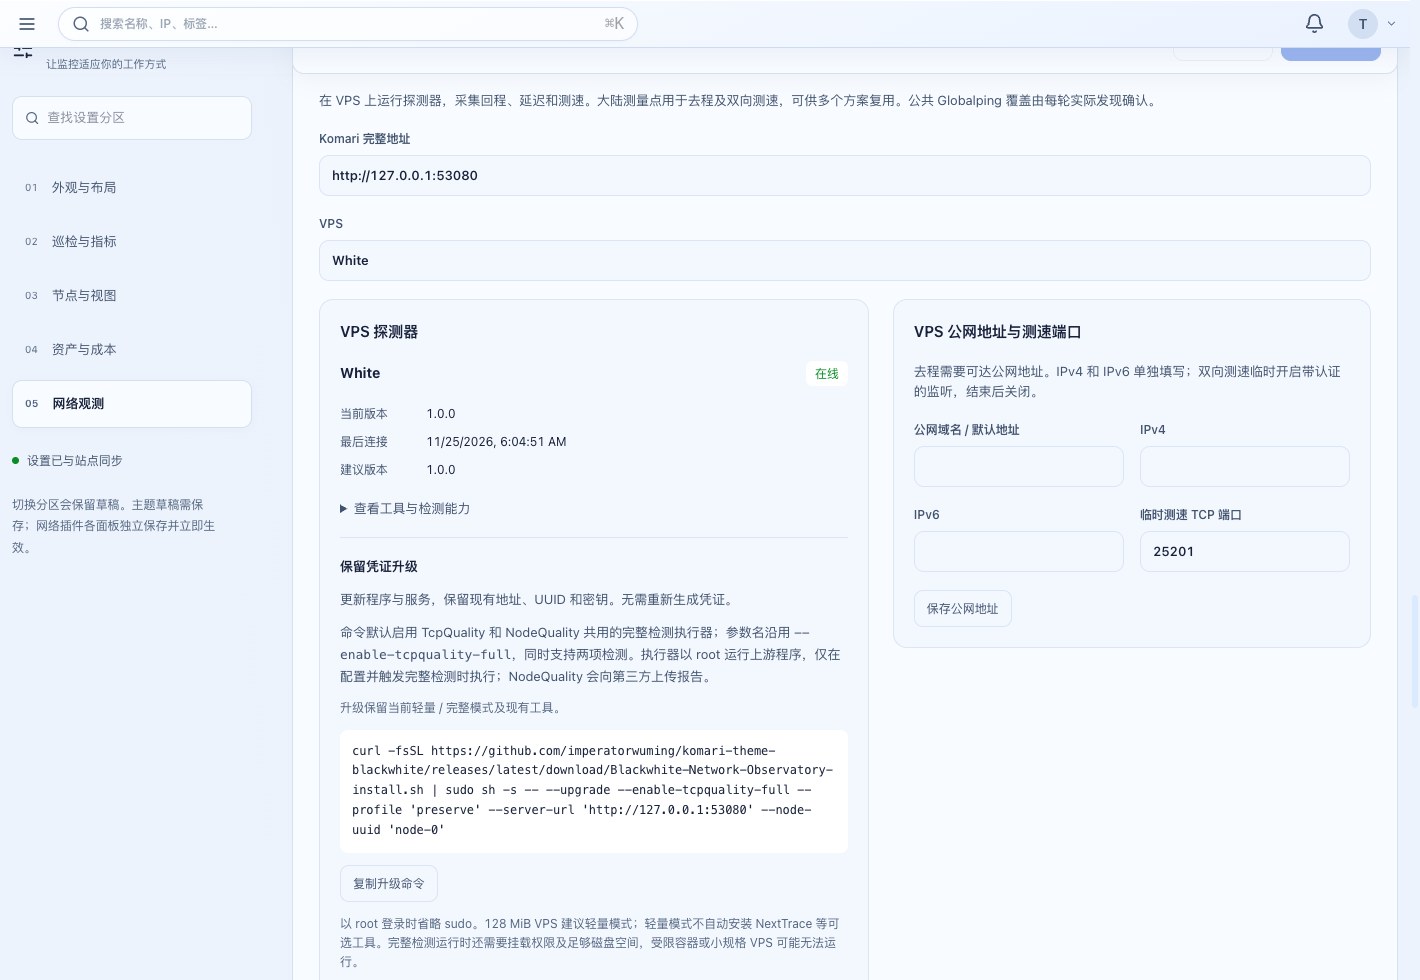 搜索名称、IP、标签...
⌘K
T
让监控适应你的工作方式
查找设置分区
01 外观与布局
02 巡检与指标
03 节点与视图
04 资产与成本
05 网络观测
设置已与站点同步
切换分区会保留草稿。主题草稿需保
存；网络插件各面板独立保存并立即生
效。
在 VPS 上运行探测器，采集回程、延迟和测速。大陆测量点用于去程及双向测速，可供多个方案复用。公共 Globalping 覆盖由每轮实际发现确认。
Komari 完整地址
http://127.0.0.1:53080
VPS
White
VPS 探测器
White
在线
当前版本 1.0.0
最后连接 11/25/2026, 6:04:51 AM
建议版本 1.0.0
查看工具与检测能力
保留凭证升级
更新程序与服务，保留现有地址、UUID 和密钥。无需重新生成凭证。
命令默认启用 TcpQuality 和 NodeQuality 共用的完整检测执行器；参数名沿用 --
enable-tcpquality-full，同时支持两项检测。执行器以 root 运行上游程序，仅在
配置并触发完整检测时执行；NodeQuality 会向第三方上传报告。
升级保留当前轻量 / 完整模式及现有工具。
curl -fsSL https://github.com/imperatorwuming/komari-theme-
blackwhite/releases/latest/download/Blackwhite-Network-Observatory-
install.sh | sudo sh -s -- --upgrade --enable-tcpquality-full --
profile 'preserve' --server-url 'http://127.0.0.1:53080' --node-
uuid 'node-0'
复制升级命令
以 root 登录时省略 sudo。128 MiB VPS 建议轻量模式；轻量模式不自动安装 NextTrace 等可
选工具。完整检测运行时还需要挂载权限及足够磁盘空间，受限容器或小规格 VPS 可能无法运
行。
VPS 公网地址与测速端口
去程需要可达公网地址。IPv4 和 IPv6 单独填写；双向测速临时开启带认证
的监听，结束后关闭。
公网域名 / 默认地址
IPv4
IPv6
临时测速 TCP 端口
25201
保存公网地址